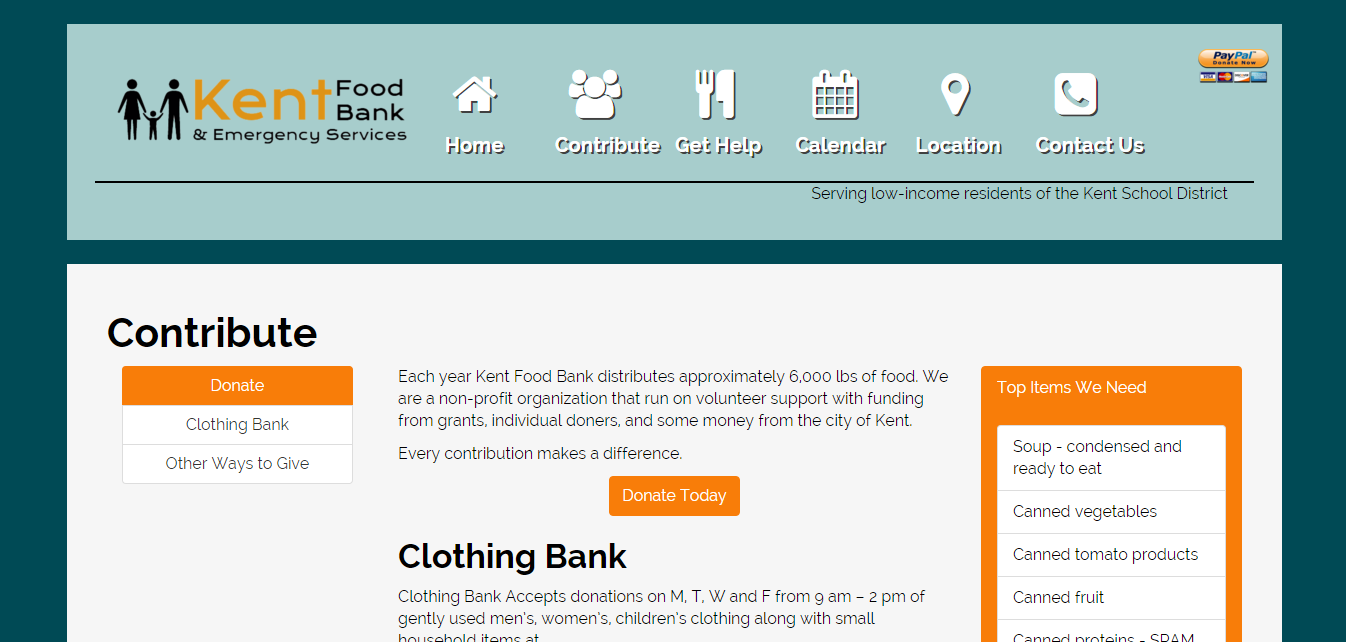 Kent Food
Bank
& Emergency Services
Home
Contribute
Get Help
Calendar
Location
Contact Us
PayPal
Donate Now
Serving low-income residents of the Kent School District
Contribute
Donate
Clothing Bank
Other Ways to Give
Each year Kent Food Bank distributes approximately 6,000 lbs of food. We
are a non-profit organization that run on volunteer support with funding
from grants, individual doners, and some money from the city of Kent.
Every contribution makes a difference.
Donate Today
Clothing Bank
Clothing Bank Accepts donations on M, T, W and F from 9 am – 2 pm of
gently used men's, women's, children's clothing along with small
household items at
Top Items We Need
Soup - condensed and
ready to eat
Canned vegetables
Canned tomato products
Canned fruit
Canned proteins - SPAM